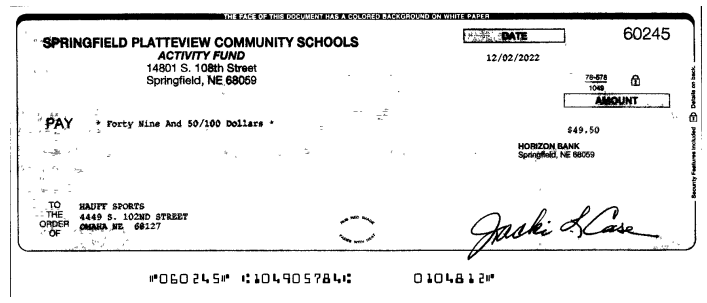 THE FACE OF THIS DOCUMENT HAS A COLORED BACKGROUND ON WHITE PAPER
SPRINGFIELD PLATTEVIEW COMMUNITY SCHOOLS
ACTIVITY FUND
14801 S. 108th Street
Springfield, NE 68059
DATE
60245
12/02/2022
78-578
1049
AMOUNT
PAY * Forty Nine And 50/100 Dollars *
$49.50
HORIZON BANK
Springfield, NE 68059
TO THE ORDER OF
HAUFF SPORTS
4449 S. 102ND STREET
OMAHA NE 68127
Jacki L Case
Security Features Included Details on back.
⑈060245⑈ ⑆104905784⑆ 0104812⑈